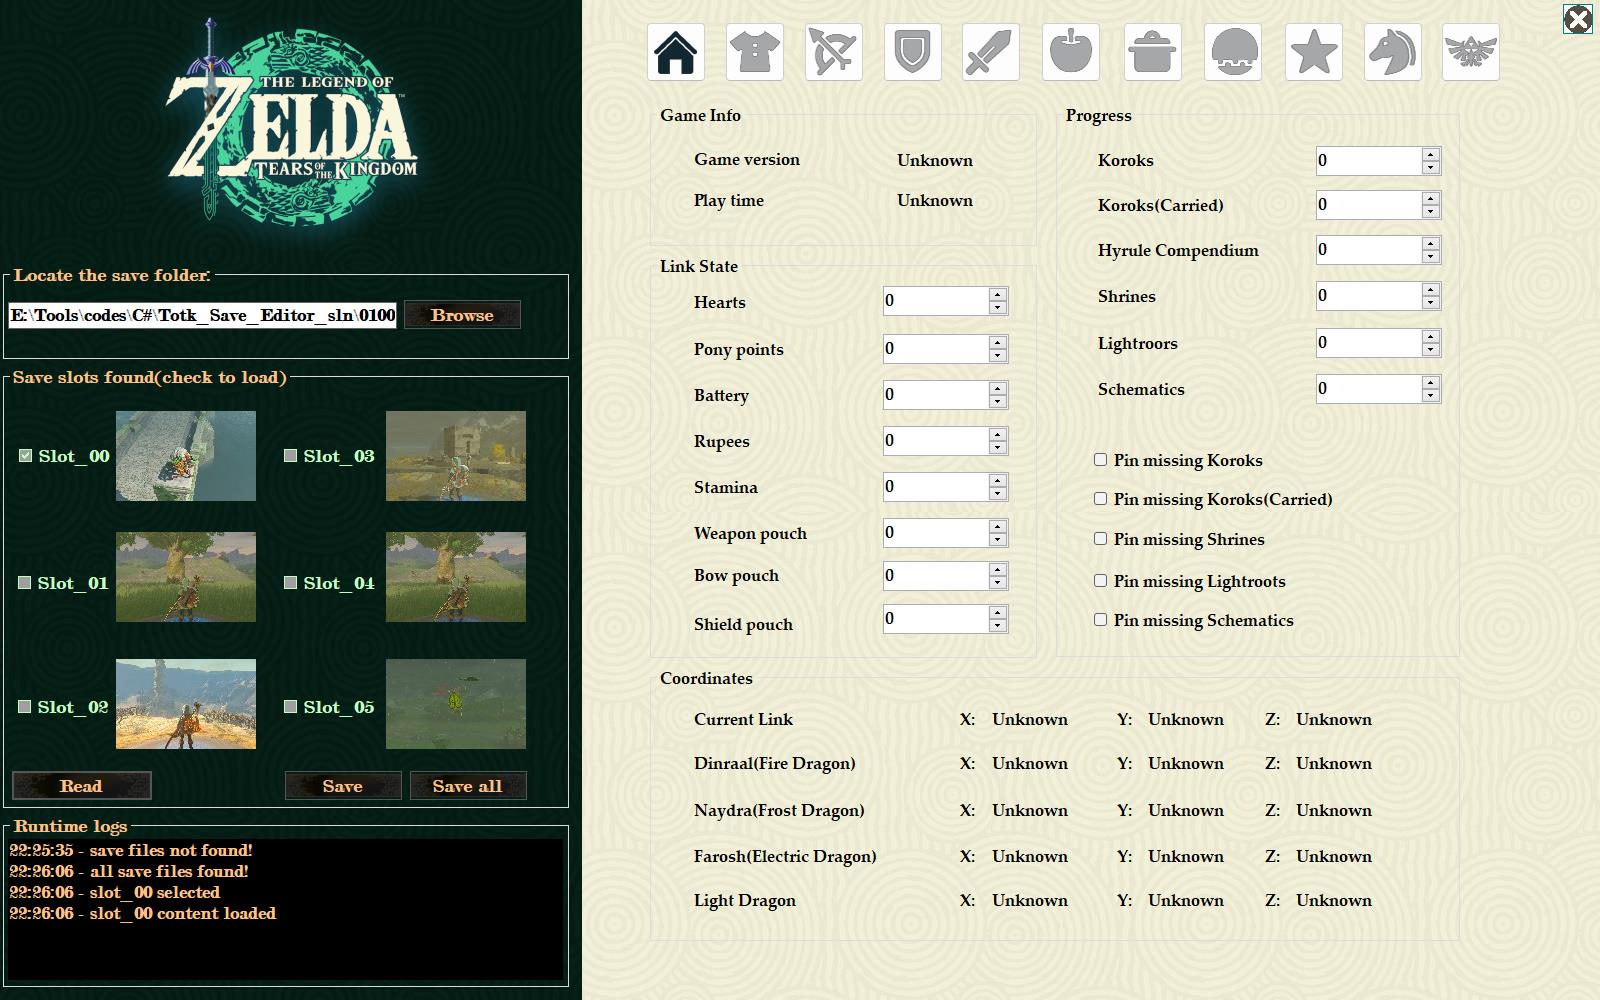 THE LEGEND OF
ZELDA™
TEARS OF THE KINGDOM
Locate the save folder:
E:\Tools\codes\C#\Totk_Save_Editor_sln\0100
Browse
Save slots found(check to load)
Slot_00
Slot_03
Slot_01
Slot_04
Slot_02
Slot_05
Read
Save
Save all
Runtime logs
22:25:35 - save files not found!
22:26:06 - all save files found!
22:26:06 - slot_00 selected
22:26:06 - slot_00 content loaded
Game Info
Game version Unknown
Play time Unknown
Link State
Hearts 0
Pony points 0
Battery 0
Rupees 0
Stamina 0
Weapon pouch 0
Bow pouch 0
Shield pouch 0
Progress
Koroks 0
Koroks(Carried) 0
Hyrule Compendium 0
Shrines 0
Lightroors 0
Schematics 0
Pin missing Koroks
Pin missing Koroks(Carried)
Pin missing Shrines
Pin missing Lightroots
Pin missing Schematics
Coordinates
Current Link X: Unknown Y: Unknown Z: Unknown
Dinraal(Fire Dragon) X: Unknown Y: Unknown Z: Unknown
Naydra(Frost Dragon) X: Unknown Y: Unknown Z: Unknown
Farosh(Electric Dragon) X: Unknown Y: Unknown Z: Unknown
Light Dragon X: Unknown Y: Unknown Z: Unknown